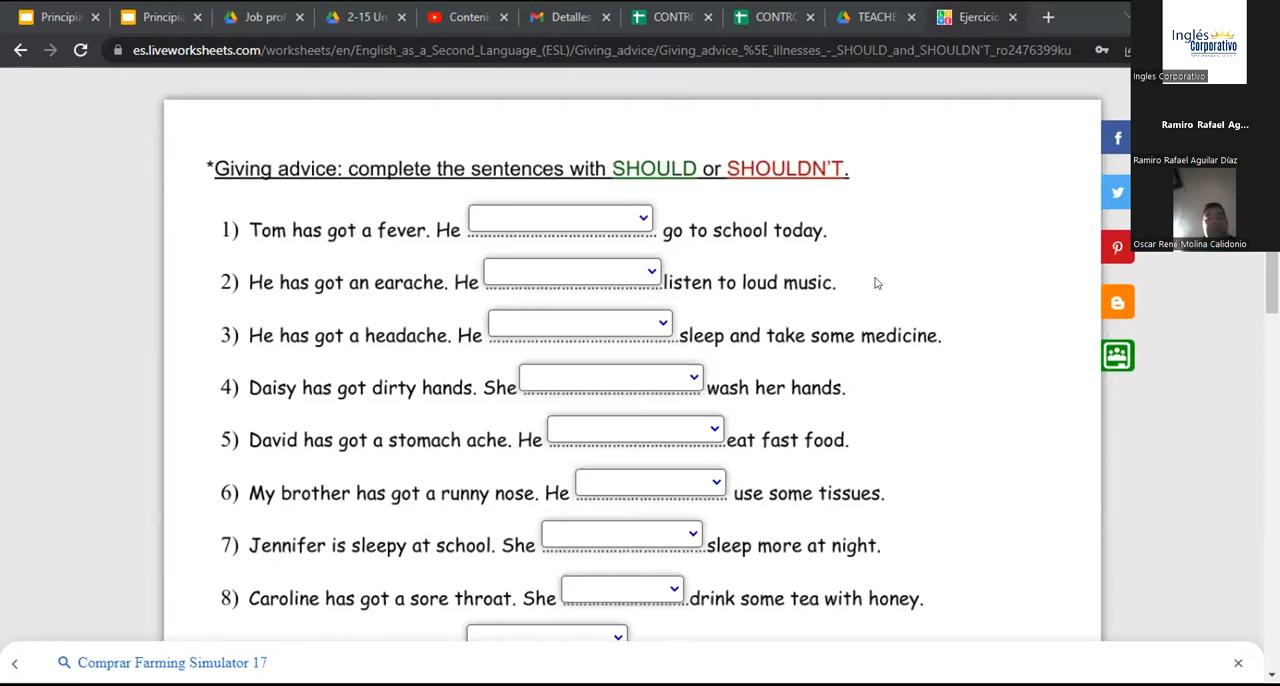 Principia
Principia
Job prof
2-15 Un
Conteni
Detalles
CONTRO
CONTRO
TEACHE
Ejercicio
es.liveworksheets.com/worksheets/en/English_as_a_Second_Language_(ESL)/Giving_advice/Giving_advice_%5E_illnesses_-_SHOULD_and_SHOULDN'T_ro2476399ku
Inglés
Corporativo
Ingles Corporativo
Ramiro Rafael Ag...
Ramiro Rafael Aguilar Díaz
Oscar René Molina Calidonio
*Giving advice: complete the sentences with SHOULD or SHOULDN'T.
1) Tom has got a fever. He go to school today.
2) He has got an earache. He listen to loud music.
3) He has got a headache. He sleep and take some medicine.
4) Daisy has got dirty hands. She wash her hands.
5) David has got a stomach ache. He eat fast food.
6) My brother has got a runny nose. He use some tissues.
7) Jennifer is sleepy at school. She sleep more at night.
8) Caroline has got a sore throat. She drink some tea with honey.
Comprar Farming Simulator 17